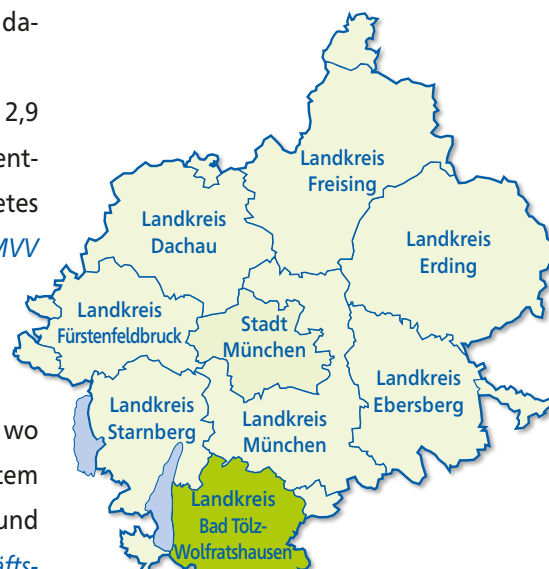 da-
2,9
ent-
etes
MVV
wo
tem
und
äfts-
Landkreis
Freising
Landkreis
Dachau
Landkreis
Erding
Landkreis
Fürstenfeldbruck
Stadt
München
Landkreis
Ebersberg
Landkreis
Starnberg
Landkreis
München
Landkreis
Bad Tölz-
Wolfratshausen